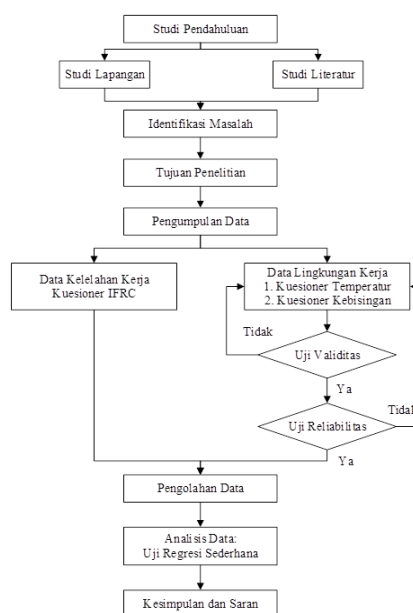 Studi Pendahuluan
Studi Lapangan
Studi Literatur
Identifikasi Masalah
Tujuan Penelitian
Pengumpulan Data
Data Kelelahan Kerja
Kuesioner IFRC
Data Lingkungan Kerja
1. Kuesioner Temperatur
2. Kuesioner Kebisingan
Tidak
Uji Validitas
Ya
Tidak
Uji Reliabilitas
Ya
Pengolahan Data
Analisis Data:
Uji Regresi Sederhana
Kesimpulan dan Saran